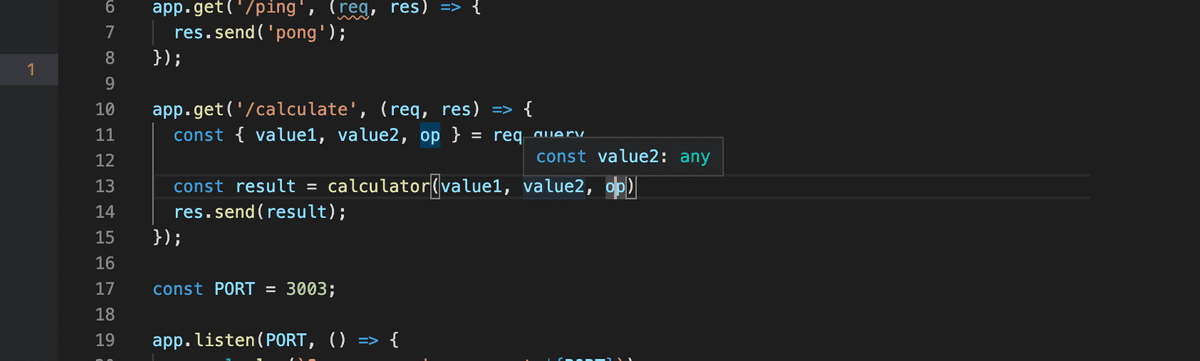 6 app.get('/ping', (req, res) => {
7 res.send('pong');
8 });
1
9
10 app.get('/calculate', (req, res) => {
11 const { value1, value2, op } = req.query
12 const value2: any
13 const result = calculator(value1, value2, op)
14 res.send(result);
15 });
16
17 const PORT = 3003;
18
19 app.listen(PORT, () => {